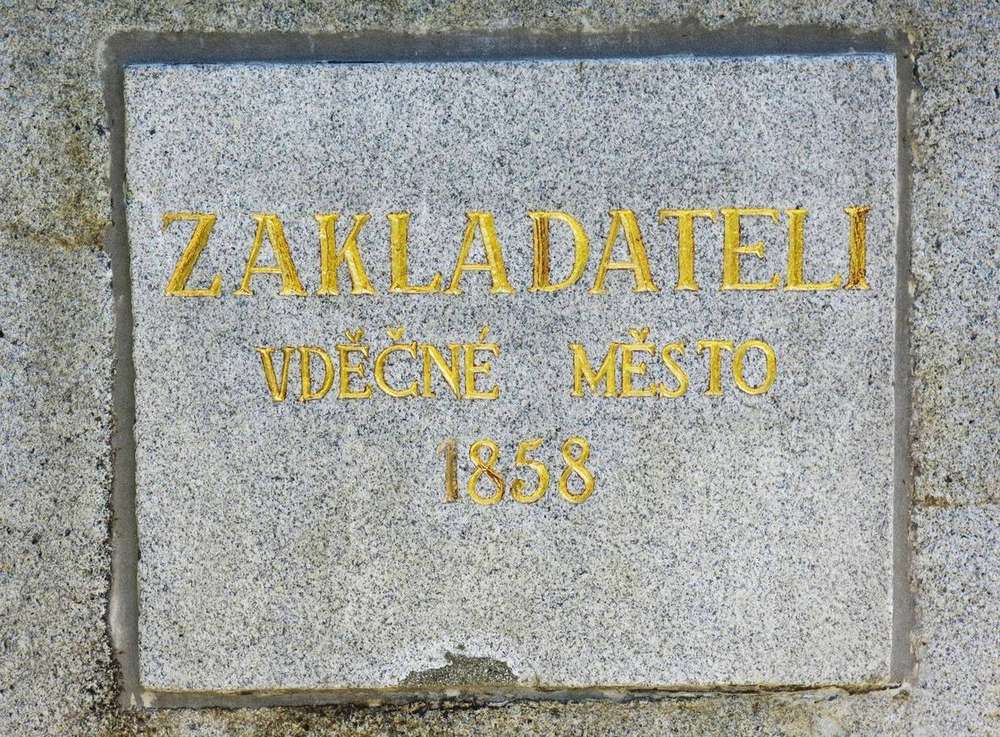 ZAKLADATELI
VDĚČNÉ MĚSTO
1858